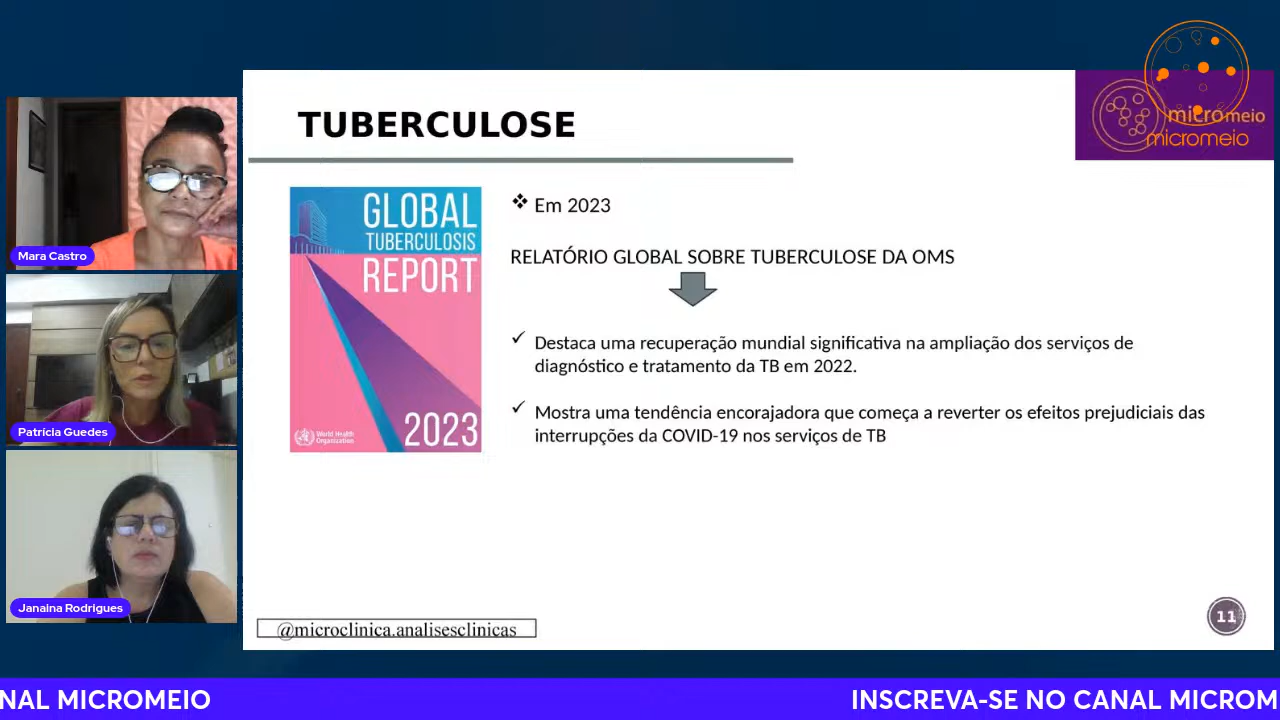 TUBERCULOSE
micromeio
micromeio
Mara Castro
Patrícia Guedes
Janaina Rodrigues
GLOBAL
TUBERCULOSIS
REPORT
World Health
Organization
2023
❖ Em 2023
RELATÓRIO GLOBAL SOBRE TUBERCULOSE DA OMS
✓ Destaca uma recuperação mundial significativa na ampliação dos serviços de
diagnóstico e tratamento da TB em 2022.
✓ Mostra uma tendência encorajadora que começa a reverter os efeitos prejudiciais das
interrupções da COVID-19 nos serviços de TB
@microclinica.analisesclinicas
11
NAL MICROMEIO
INSCREVA-SE NO CANAL MICROM